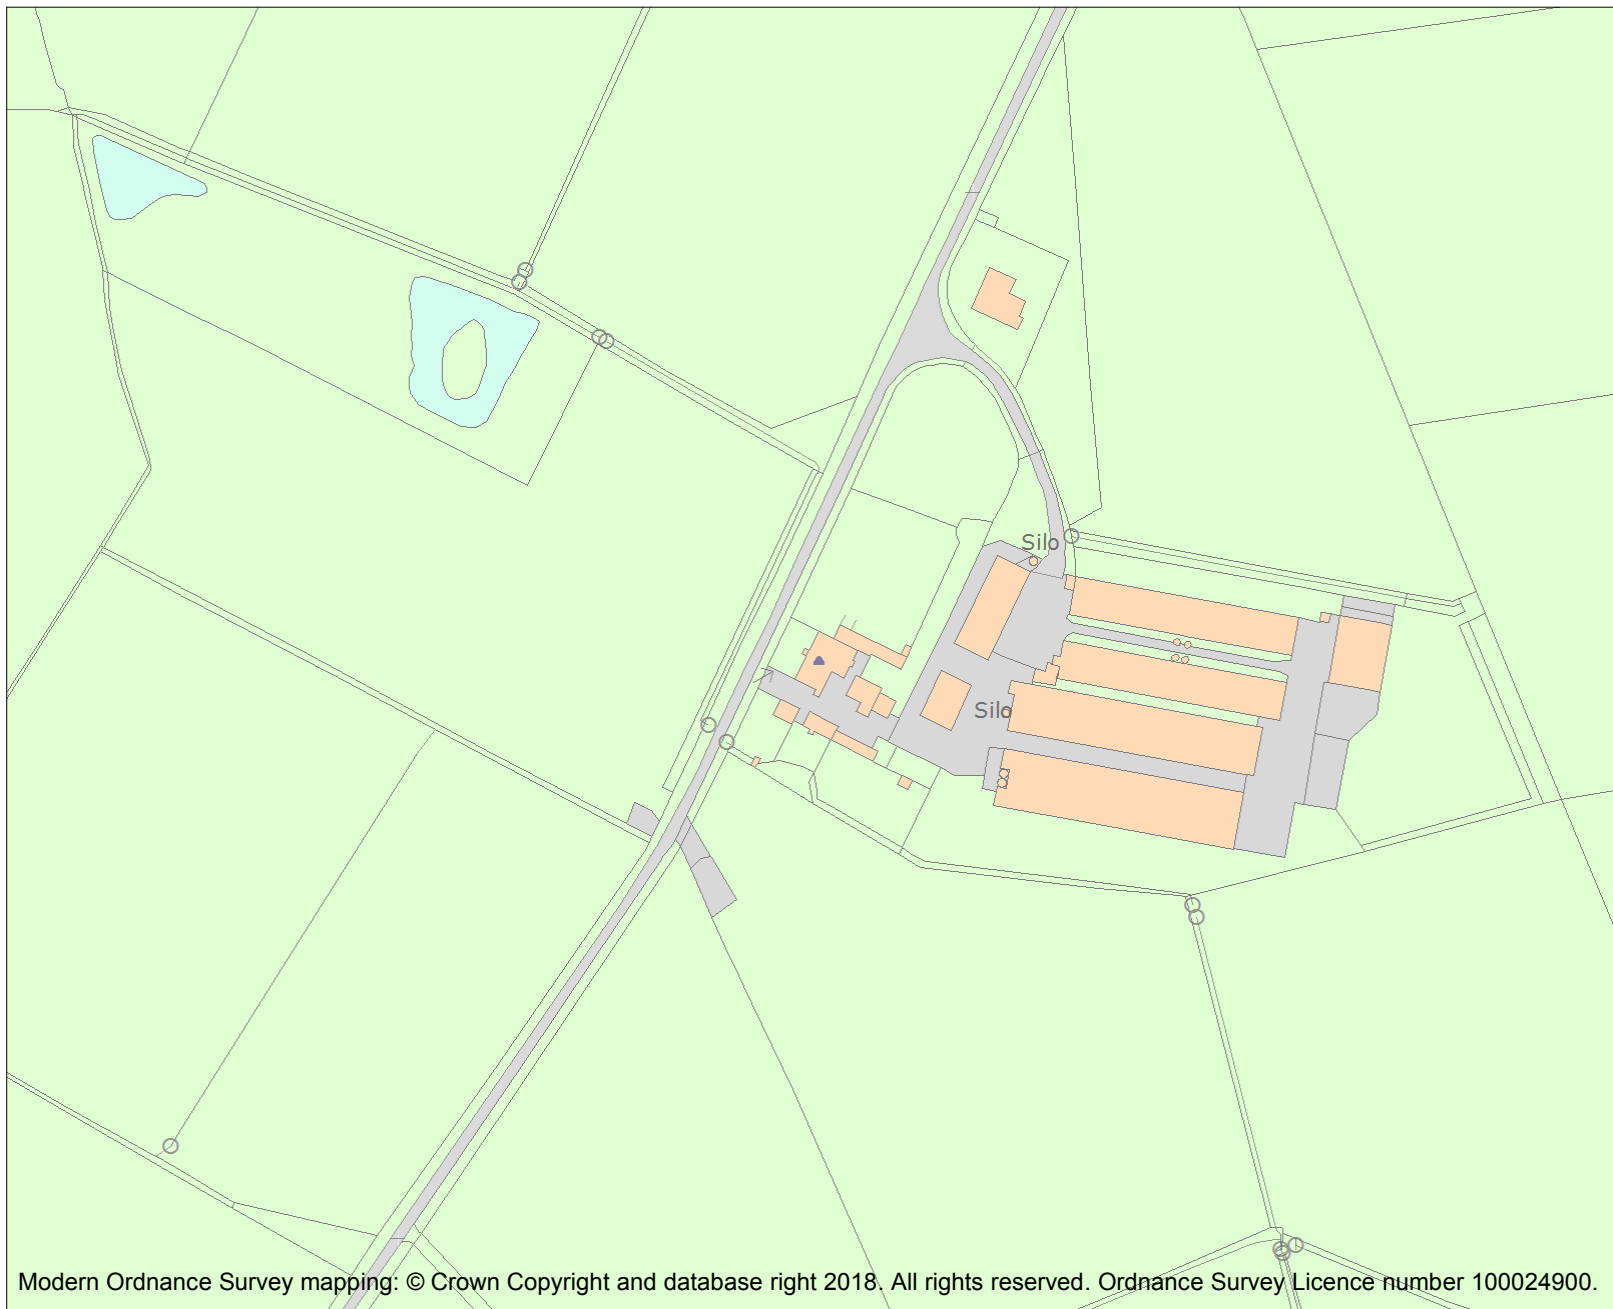 Silo
Silo
Modern Ordnance Survey mapping: © Crown Copyright and database right 2018. All rights reserved. Ordnance Survey Licence number 100024900.